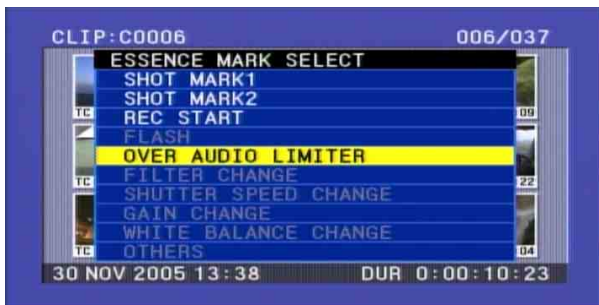 CLIP:C0006 006/037
ESSENCE MARK SELECT
SHOT MARK1
SHOT MARK2
TC REC START 09
FLASH
OVER AUDIO LIMITER
TC FILTER CHANGE 22
SHUTTER SPEED CHANGE
GAIN CHANGE
WHITE BALANCE CHANGE
TC OTHERS 04
30 NOV 2005 13:38 DUR 0:00:10:23